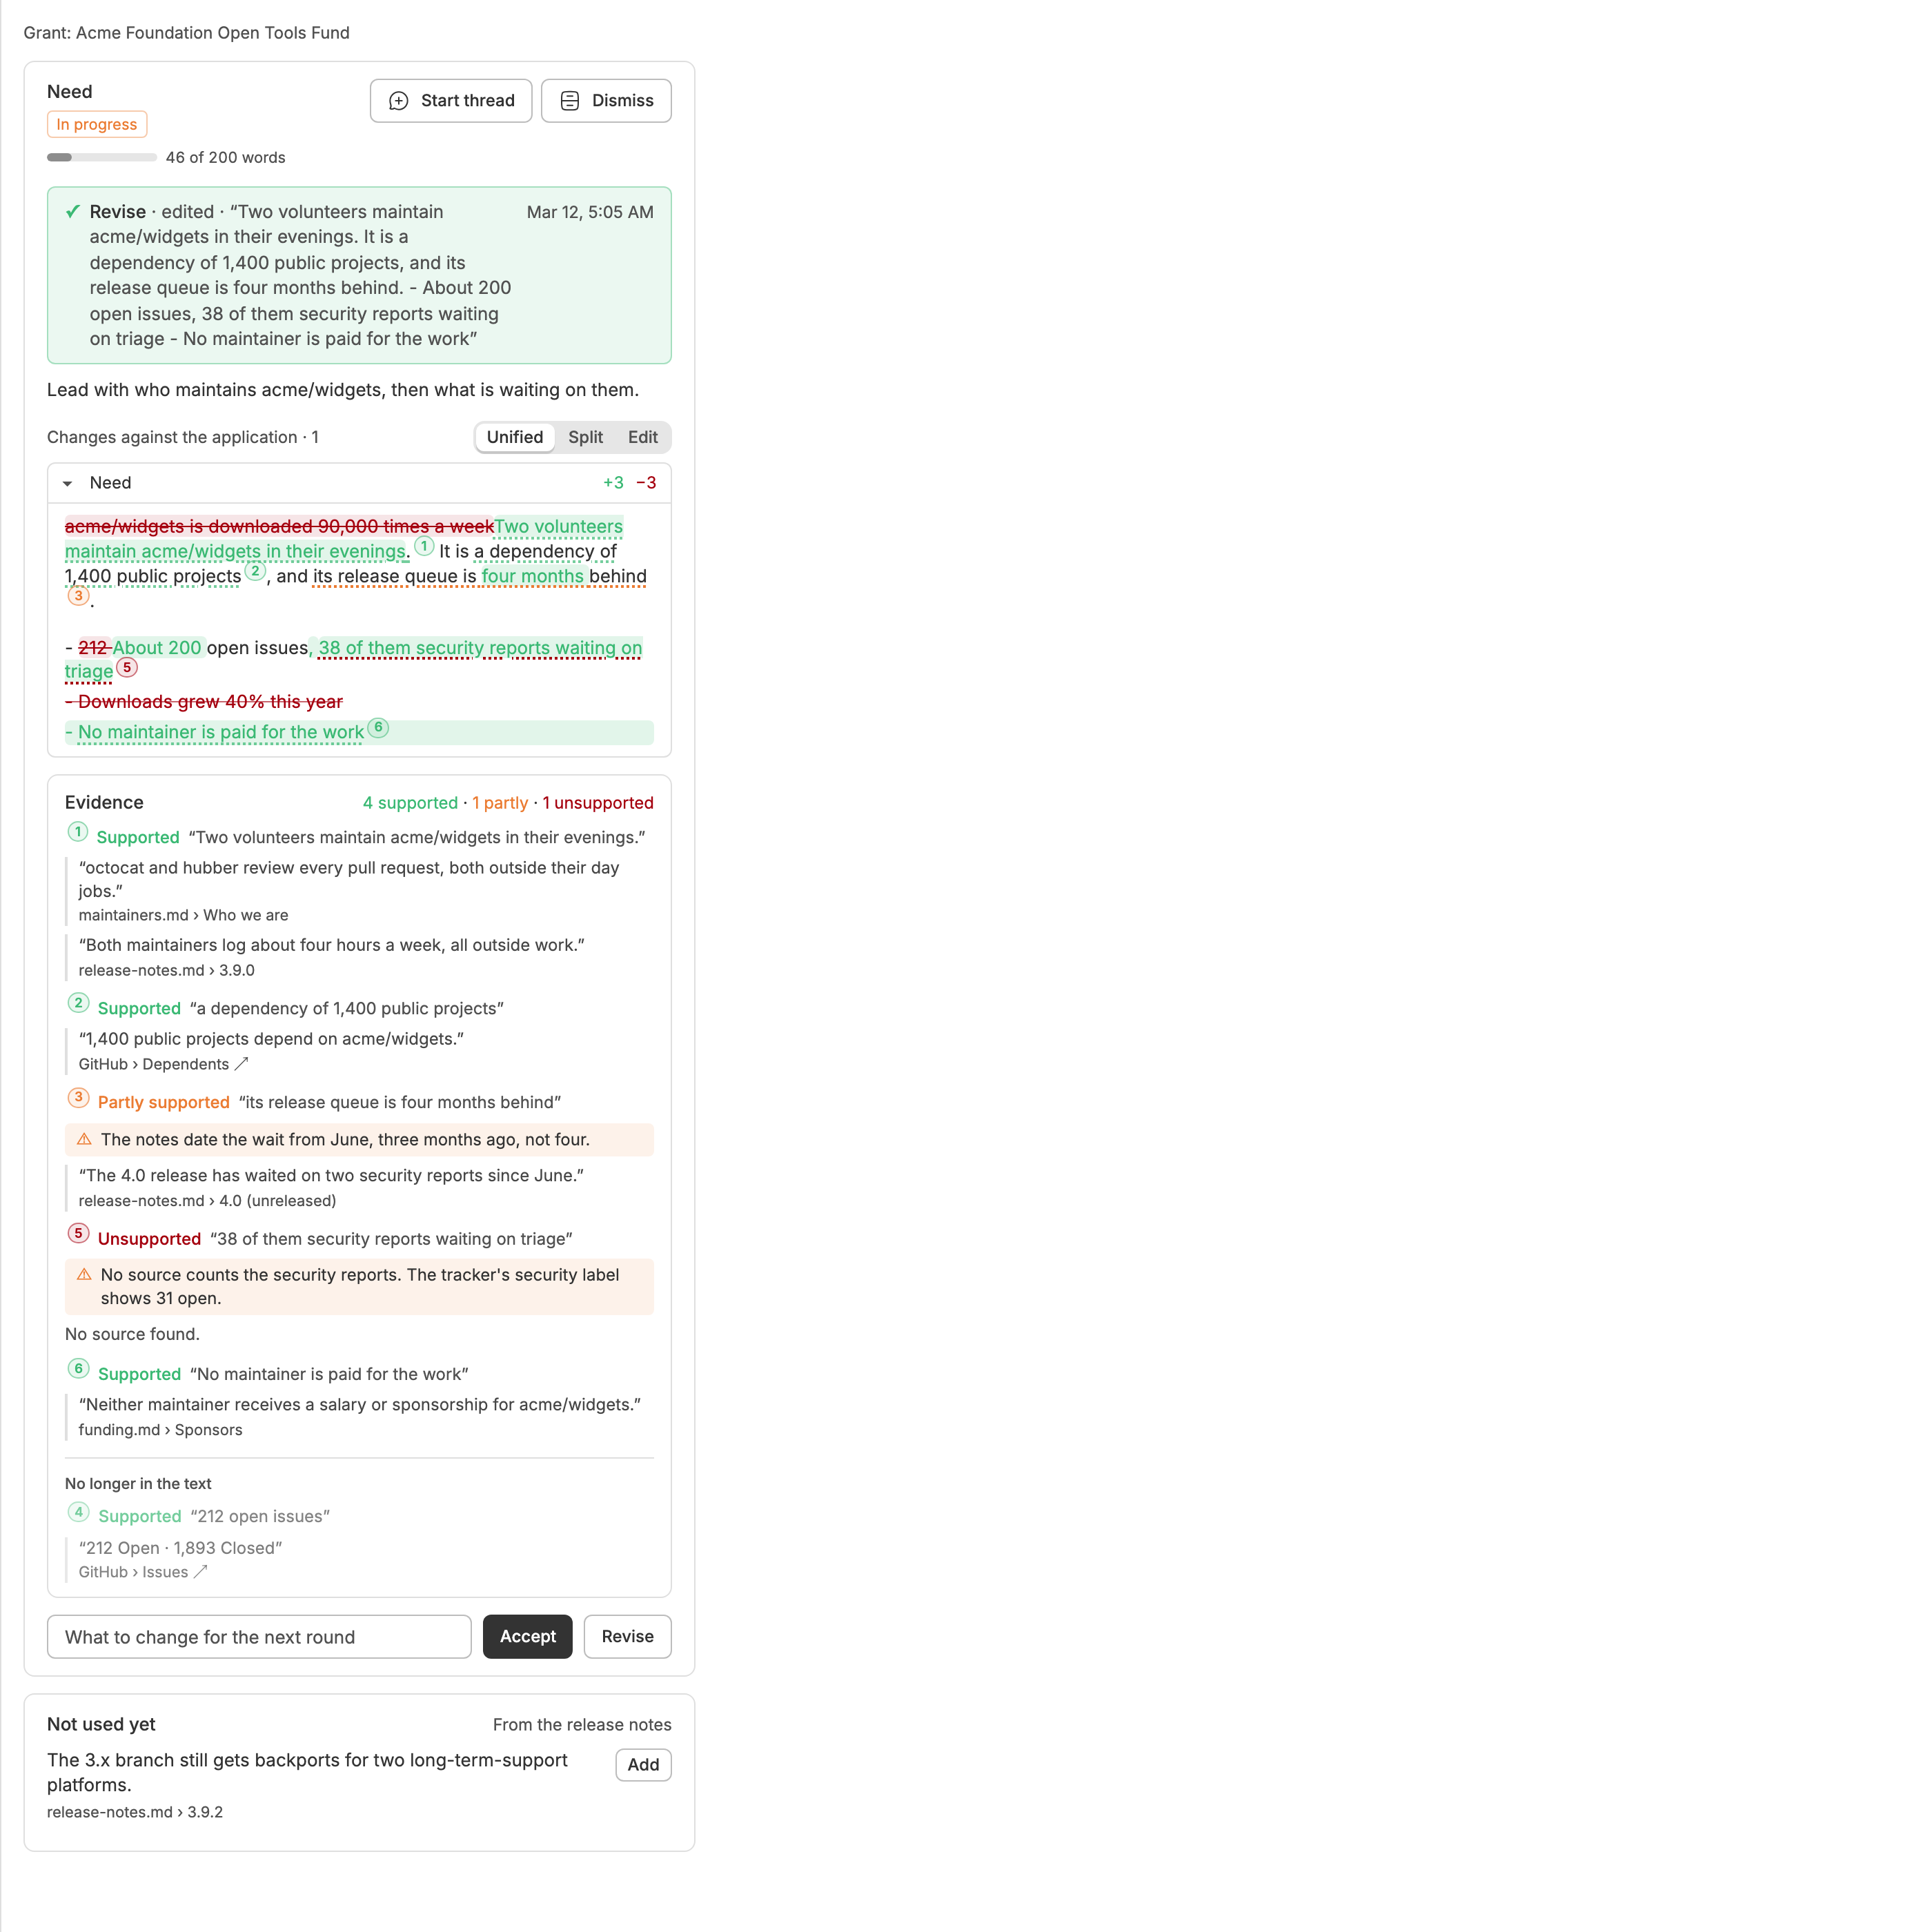 Grant: Acme Foundation Open Tools Fund
Need
Start thread
Dismiss
In progress
46 of 200 words
✓ Revise · edited · “Two volunteers maintain
Mar 12, 5:05 AM
acme/widgets in their evenings. It is a
dependency of 1,400 public projects, and its
release queue is four months behind. - About 200
open issues, 38 of them security reports waiting
on triage - No maintainer is paid for the work”
Lead with who maintains acme/widgets, then what is waiting on them.
Changes against the application · 1
Unified
Split
Edit
Need
+3 −3
acme/widgets is downloaded 90,000 times a weekTwo volunteers
maintain acme/widgets in their evenings. 1 It is a dependency of
1,400 public projects 2 , and its release queue is four months behind
3 .
- 212 About 200 open issues, 38 of them security reports waiting on
triage 5
- Downloads grew 40% this year
- No maintainer is paid for the work 6
Evidence
4 supported · 1 partly · 1 unsupported
1 Supported “Two volunteers maintain acme/widgets in their evenings.”
“octocat and hubber review every pull request, both outside their day
jobs.”
maintainers.md › Who we are
“Both maintainers log about four hours a week, all outside work.”
release-notes.md › 3.9.0
2 Supported “a dependency of 1,400 public projects”
“1,400 public projects depend on acme/widgets.”
GitHub › Dependents ↗
3 Partly supported “its release queue is four months behind”
⚠ The notes date the wait from June, three months ago, not four.
“The 4.0 release has waited on two security reports since June.”
release-notes.md › 4.0 (unreleased)
5 Unsupported “38 of them security reports waiting on triage”
⚠ No source counts the security reports. The tracker's security label
shows 31 open.
No source found.
6 Supported “No maintainer is paid for the work”
“Neither maintainer receives a salary or sponsorship for acme/widgets.”
funding.md › Sponsors
No longer in the text
4 Supported “212 open issues”
“212 Open · 1,893 Closed”
GitHub › Issues ↗
What to change for the next round
Accept
Revise
Not used yet
From the release notes
The 3.x branch still gets backports for two long-term-support
platforms.
Add
release-notes.md › 3.9.2